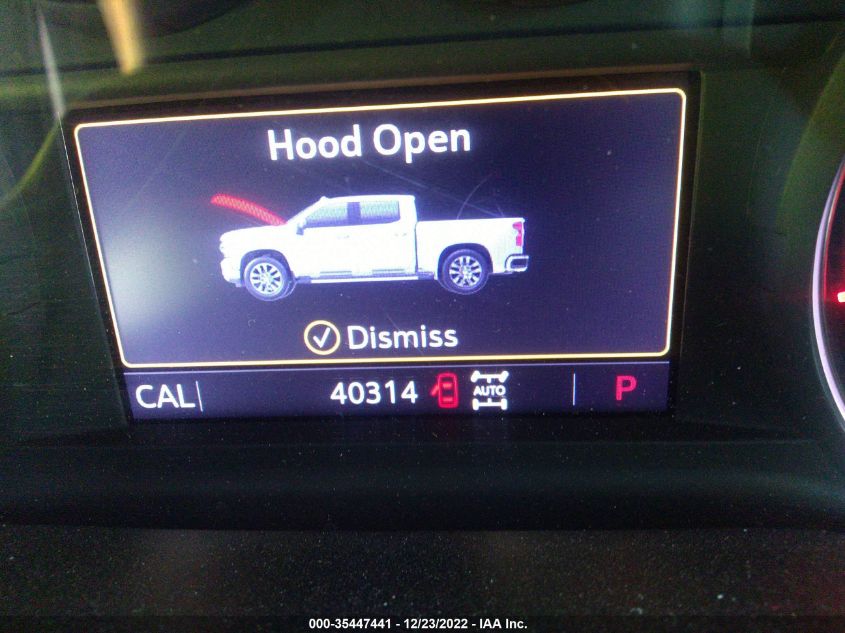 Hood Open
Dismiss
CAL 40314 AUTO P
000-35447441 - 12/23/2022 - IAA Inc.